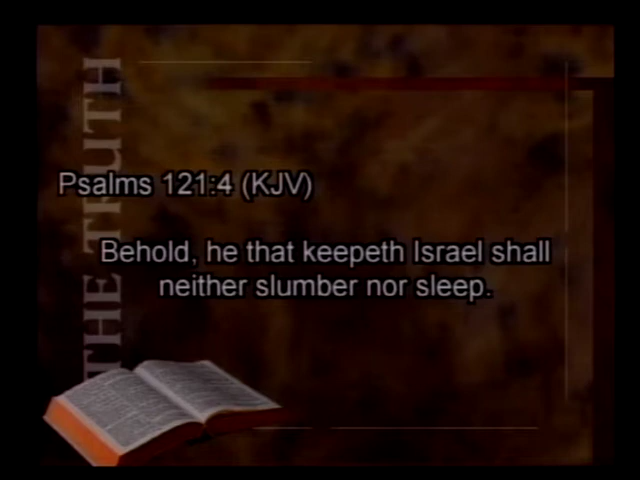 THE TRUTH
Psalms 121:4 (KJV)
Behold, he that keepeth Israel shall
neither slumber nor sleep.